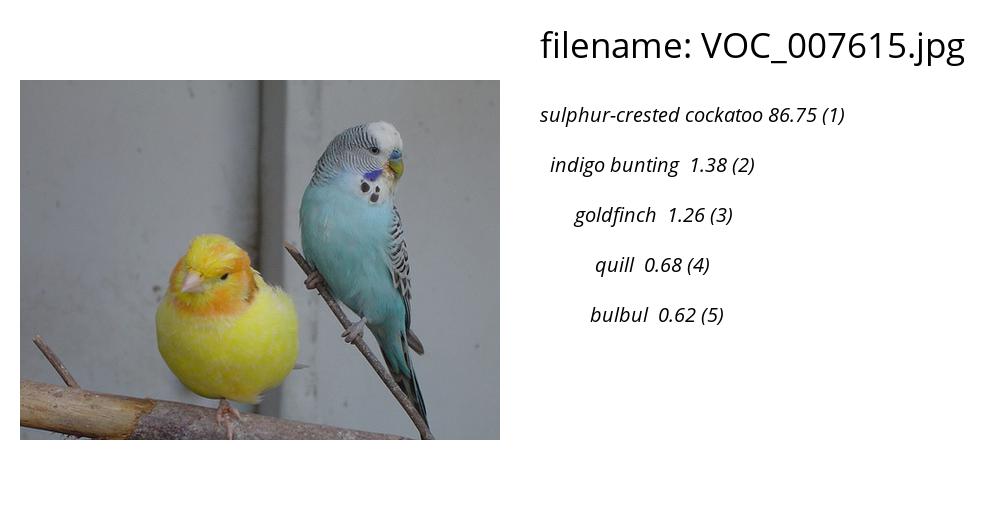 filename: VOC_007615.jpg
sulphur-crested cockatoo 86.75 (1)
indigo bunting 1.38 (2)
goldfinch 1.26 (3)
quill 0.68 (4)
bulbul 0.62 (5)